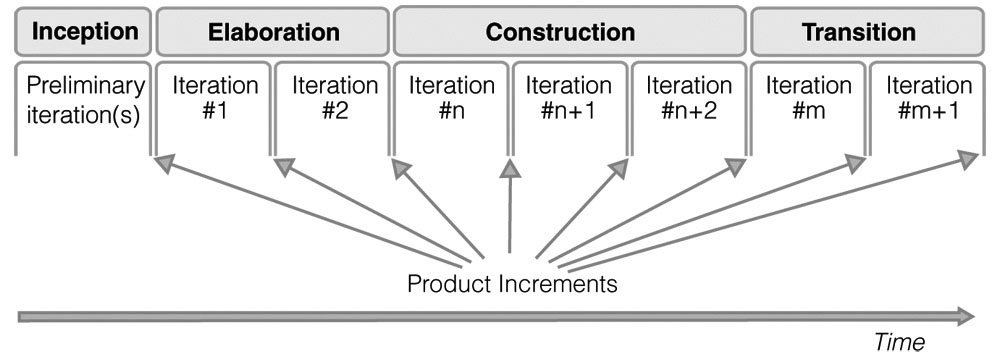 Inception Elaboration Construction Transition
Preliminary Iteration Iteration Iteration Iteration Iteration Iteration Iteration
iteration(s) #1 #2 #n #n+1 #n+2 #m #m+1
Product Increments
Time